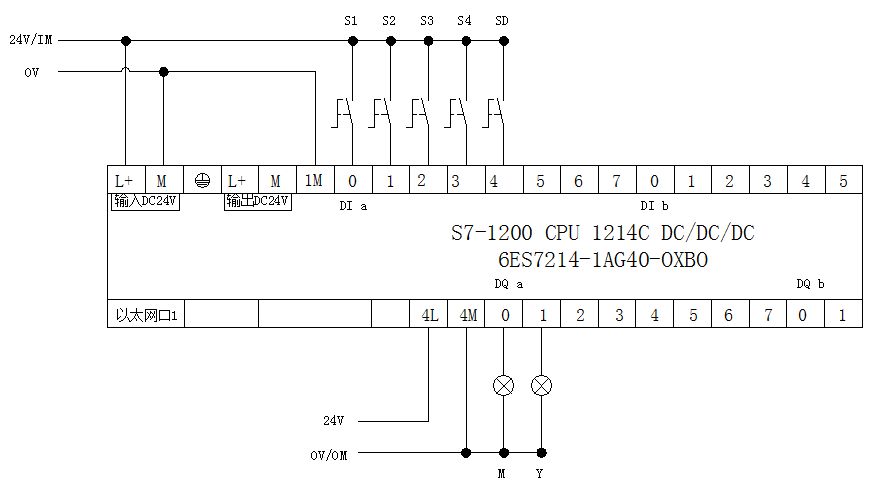 S1 S2 S3 S4 SD
24V/IM
0V
L+ M L+ M 1M 0 1 2 3 4 5 6 7 0 1 2 3 4 5
输入DC24V 输出DC24V
DI a DI b
S7-1200 CPU 1214C DC/DC/DC
6ES7214-1AG40-0XB0
DQ a DQ b
以太网口1 4L 4M 0 1 2 3 4 5 6 7 0 1
24V
0V/0M
M Y